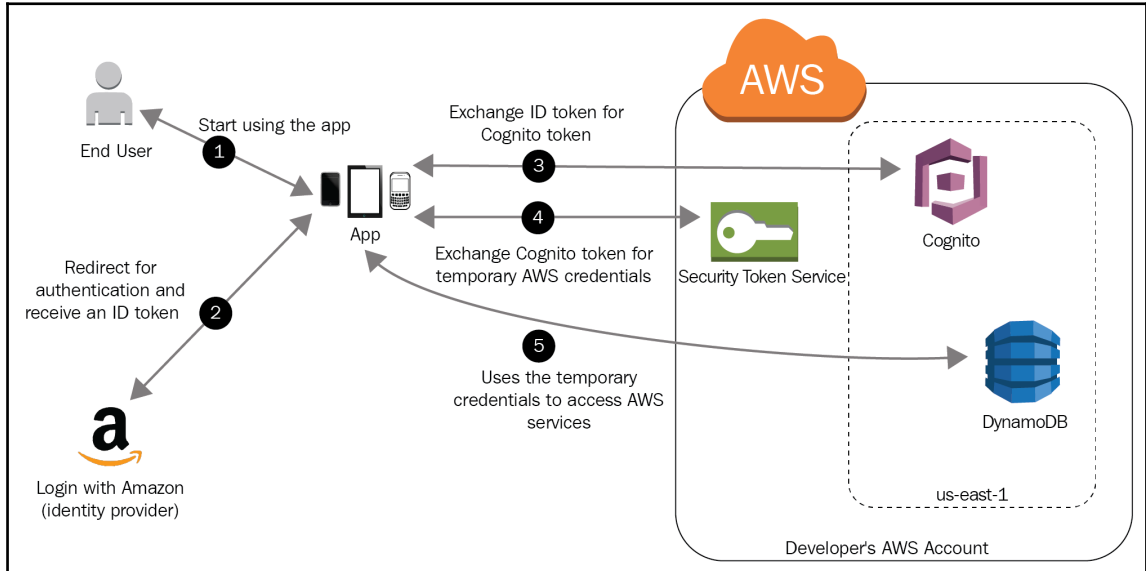 AWS
End User
Start using the app
1
Exchange ID token for
Cognito token
3
App
4
Exchange Cognito token for
temporary AWS credentials
Security Token Service
Cognito
Redirect for
authentication and
receive an ID token
2
5
Uses the temporary
credentials to access AWS
services
DynamoDB
a
Login with Amazon
(identity provider)
us-east-1
Developer's AWS Account